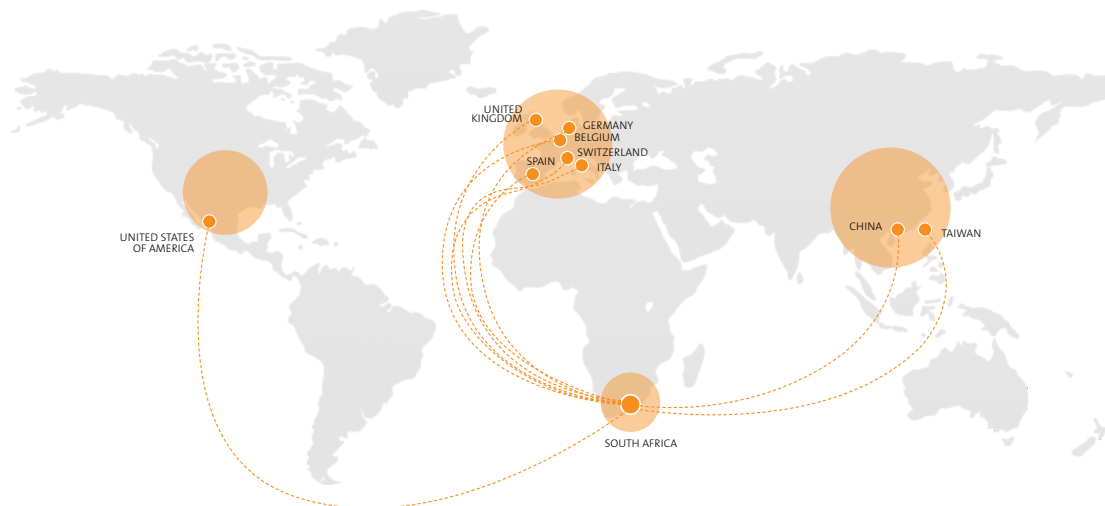 UNITED
KINGDOM
GERMANY
BELGIUM
SWITZERLAND
SPAIN
ITALY
UNITED STATES
OF AMERICA
CHINA
TAIWAN
SOUTH AFRICA